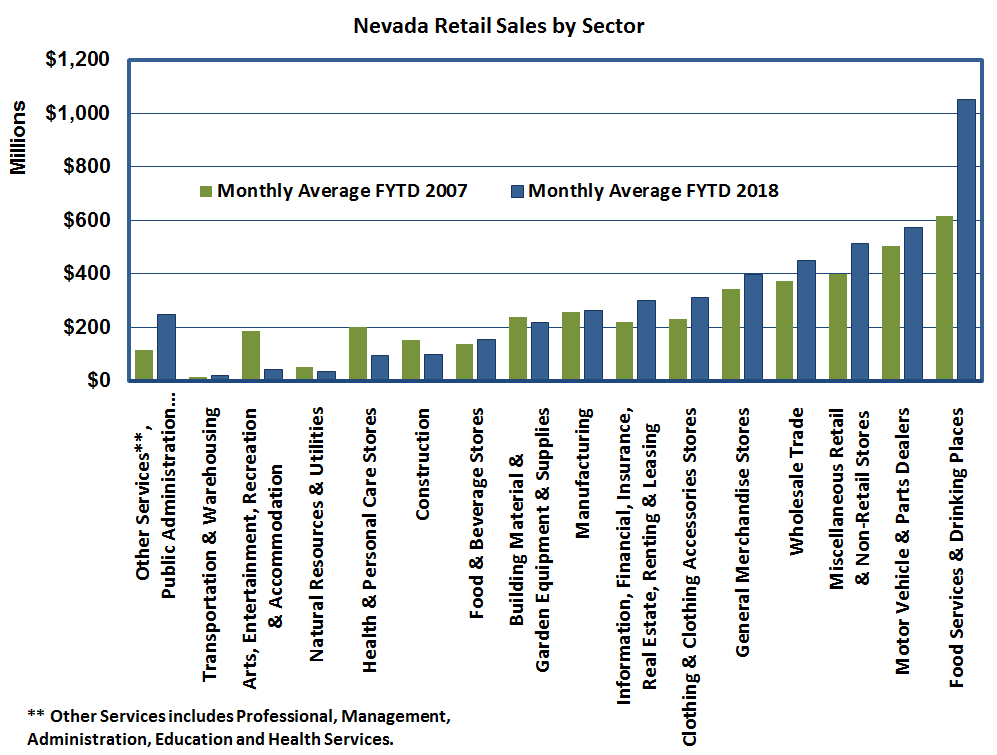 Nevada Retail Sales by Sector
Millions
$1,200
$1,000
$800
$600
$400
$200
$0
Monthly Average FYTD 2007
Monthly Average FYTD 2018
Other Services**,
Public Administration...
Transportation & Warehousing
Arts, Entertainment, Recreation
& Accommodation
Natural Resources & Utilities
Health & Personal Care Stores
Construction
Food & Beverage Stores
Building Material &
Garden Equipment & Supplies
Manufacturing
Information, Financial, Insurance,
Real Estate, Renting & Leasing
Clothing & Clothing Accessories Stores
General Merchandise Stores
Wholesale Trade
Miscellaneous Retail
& Non-Retail Stores
Motor Vehicle & Parts Dealers
Food Services & Drinking Places
** Other Services includes Professional, Management,
Administration, Education and Health Services.